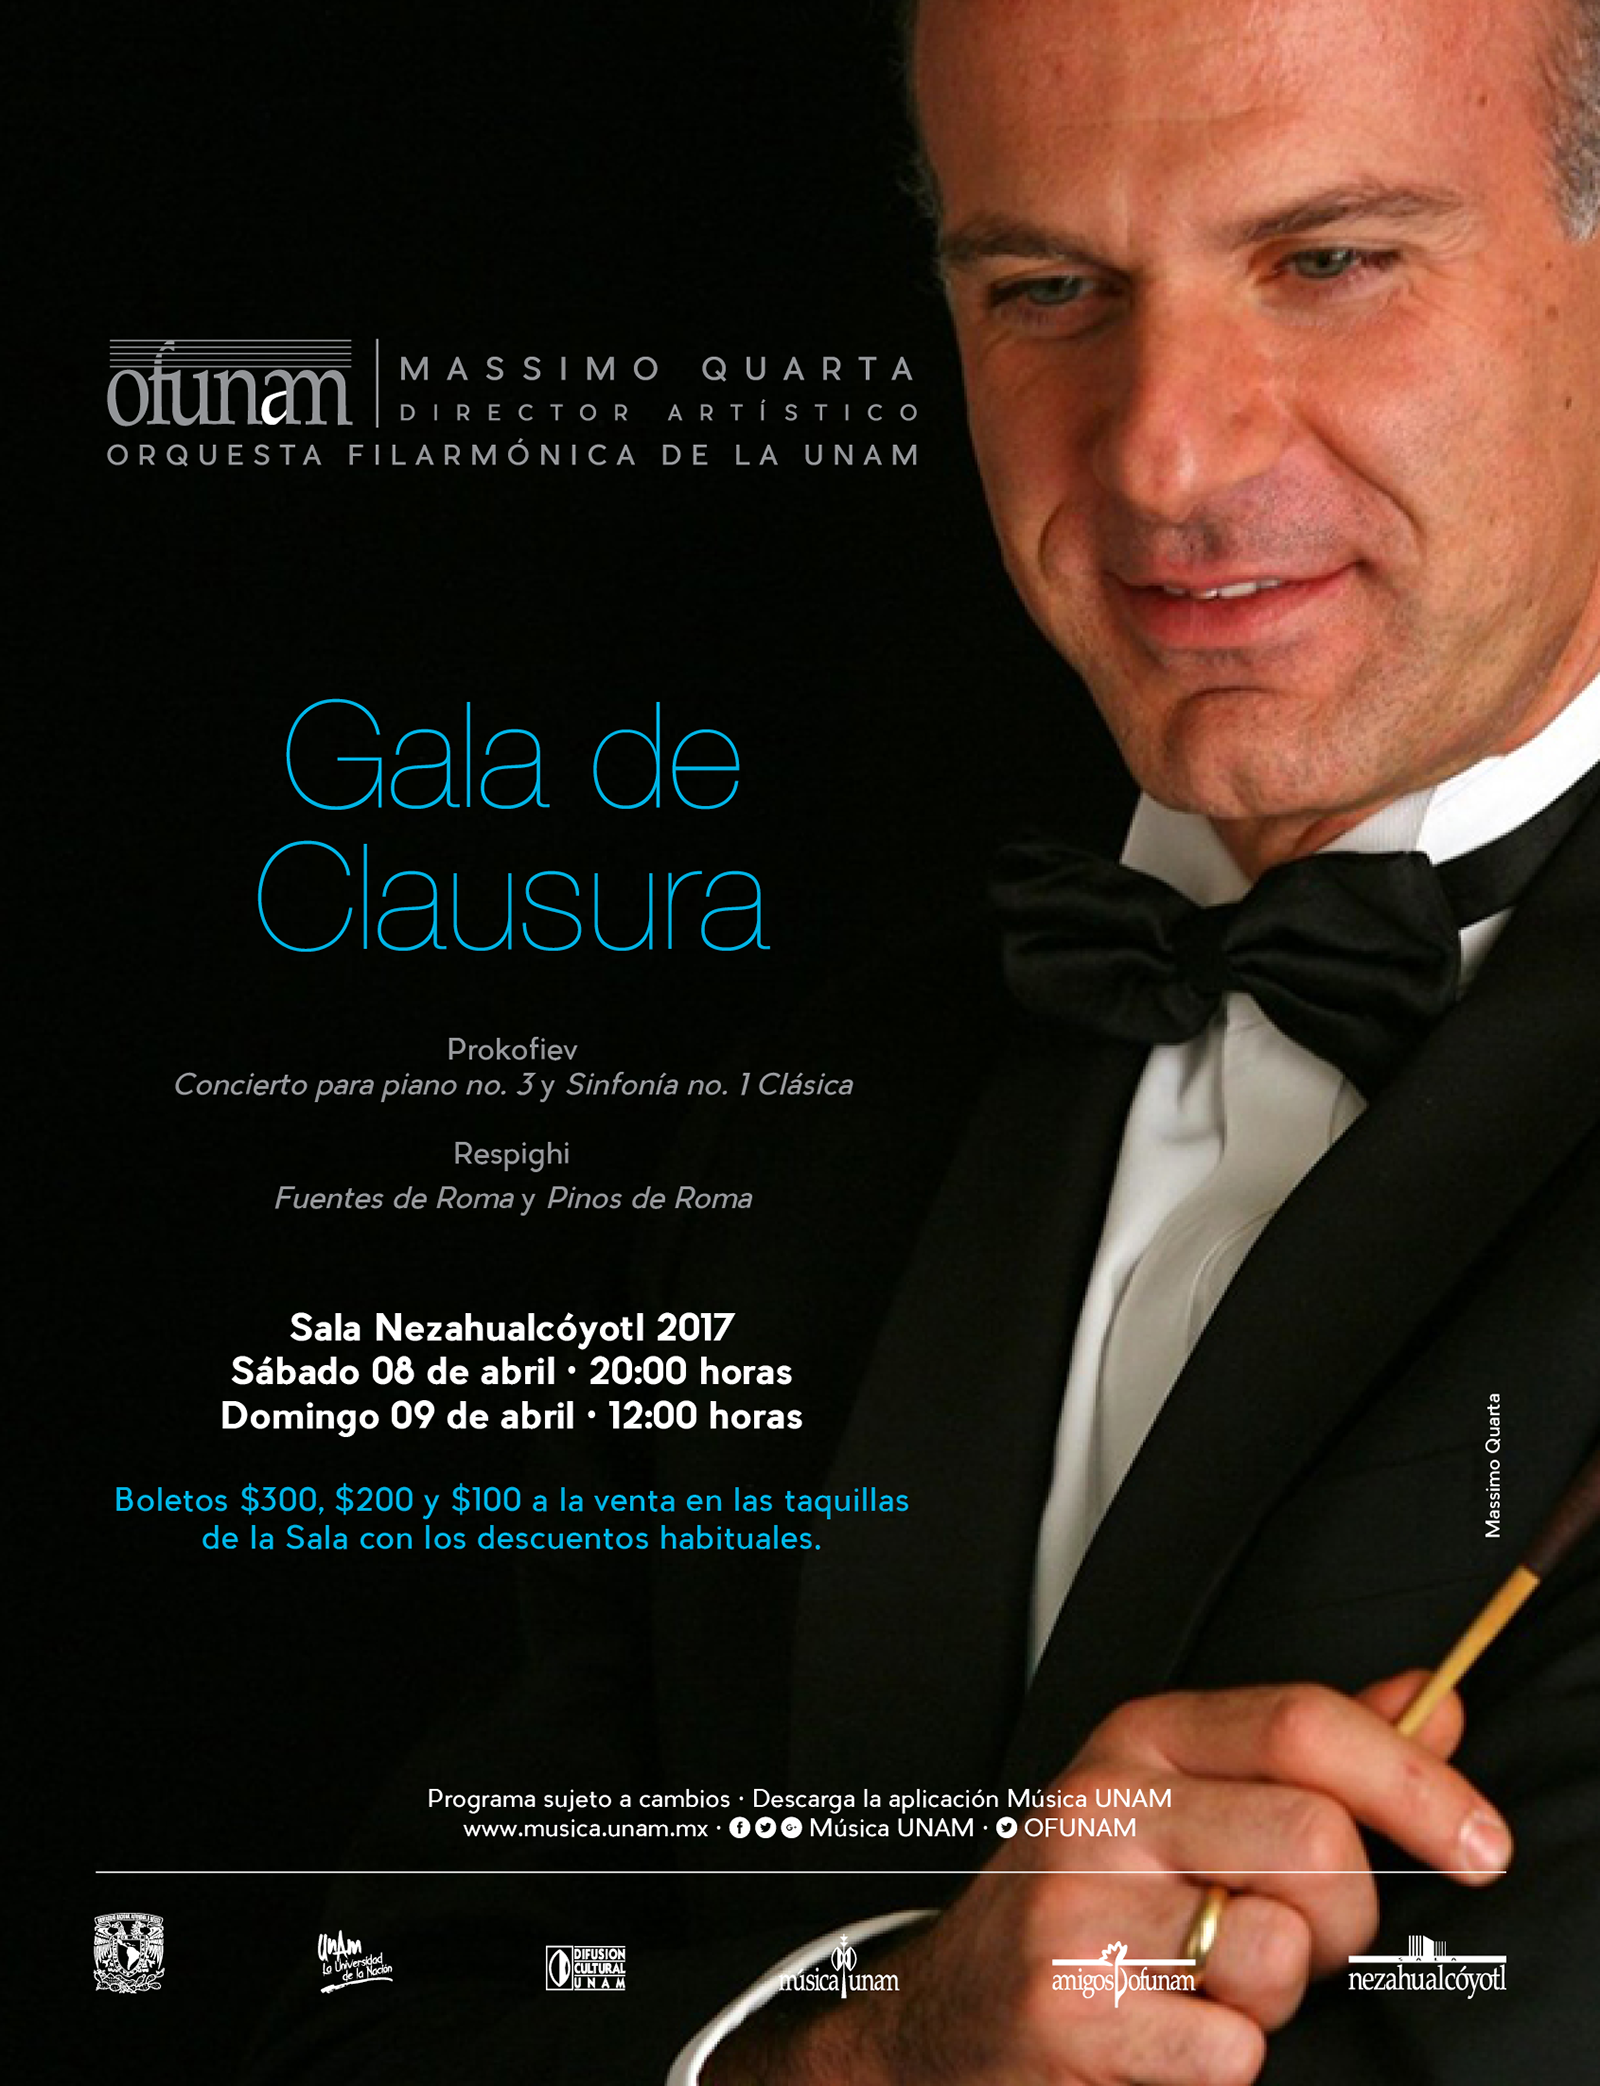 ofunam
MASSIMO QUARTA
DIRECTOR ARTÍSTICO
ORQUESTA FILARMÓNICA DE LA UNAM
Gala de
Clausura
Prokofiev
Concierto para piano no. 3 y Sinfonía no. 1 Clásica
Respighi
Fuentes de Roma y Pinos de Roma
Sala Nezahualcóyotl 2017
Sábado 08 de abril · 20:00 horas
Domingo 09 de abril · 12:00 horas
Boletos $300, $200 y $100 a la venta en las taquillas
de la Sala con los descuentos habituales.
Massimo Quarta
Programa sujeto a cambios · Descarga la aplicación Música UNAM
www.musica.unam.mx · Música UNAM · OFUNAM
UnAm
La Universidad
de la Nación
DIFUSION
CULTURAL
UNAM
música unam
amigos ofunam
SALA
nezahualcóyotl